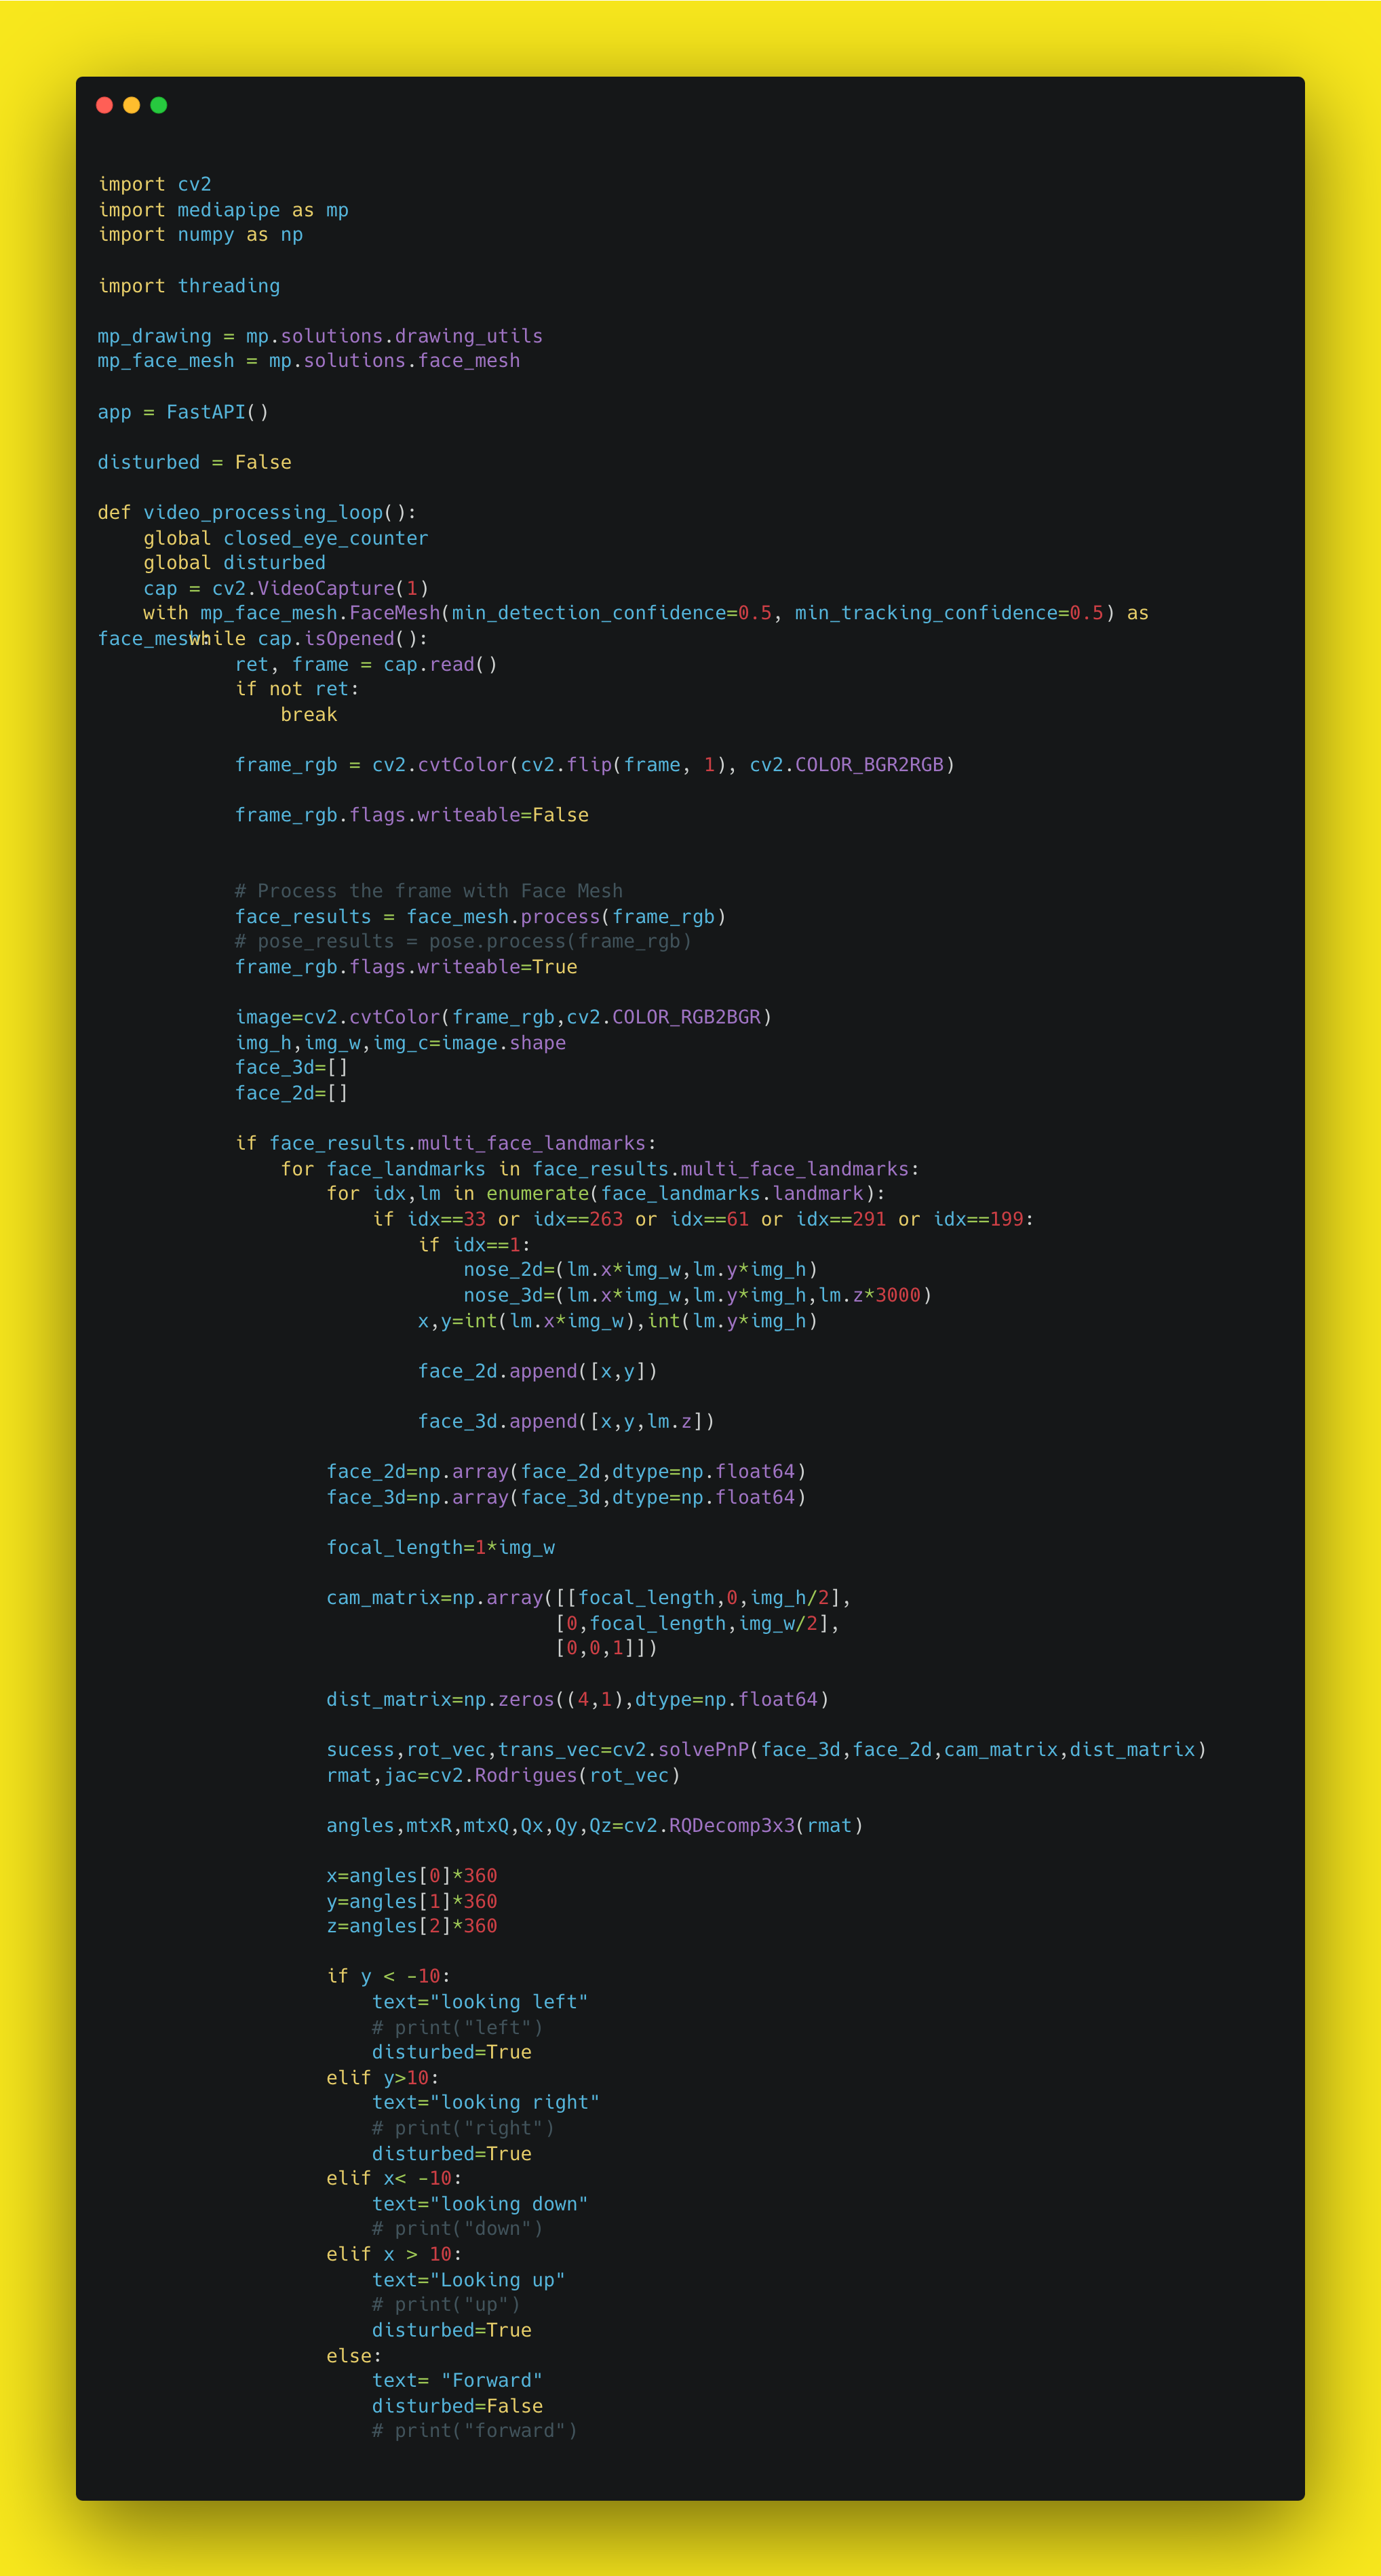 import cv2
import mediapipe as mp
import numpy as np
import threading
mp_drawing = mp.solutions.drawing_utils
mp_face_mesh = mp.solutions.face_mesh
app = FastAPI()
disturbed = False
def video_processing_loop():
    global closed_eye_counter
    global disturbed
    cap = cv2.VideoCapture(1)
    with mp_face_mesh.FaceMesh(min_detection_confidence=0.5, min_tracking_confidence=0.5) as
face_mesh:
        while cap.isOpened():
            ret, frame = cap.read()
            if not ret:
                break
            frame_rgb = cv2.cvtColor(cv2.flip(frame, 1), cv2.COLOR_BGR2RGB)
            frame_rgb.flags.writeable=False
            # Process the frame with Face Mesh
            face_results = face_mesh.process(frame_rgb)
            # pose_results = pose.process(frame_rgb)
            frame_rgb.flags.writeable=True
            image=cv2.cvtColor(frame_rgb,cv2.COLOR_RGB2BGR)
            img_h,img_w,img_c=image.shape
            face_3d=[]
            face_2d=[]
            if face_results.multi_face_landmarks:
                for face_landmarks in face_results.multi_face_landmarks:
                    for idx,lm in enumerate(face_landmarks.landmark):
                        if idx==33 or idx==263 or idx==61 or idx==291 or idx==199:
                            if idx==1:
                                nose_2d=(lm.x*img_w,lm.y*img_h)
                                nose_3d=(lm.x*img_w,lm.y*img_h,lm.z*3000)
                            x,y=int(lm.x*img_w),int(lm.y*img_h)
                            face_2d.append([x,y])
                            face_3d.append([x,y,lm.z])
                    face_2d=np.array(face_2d,dtype=np.float64)
                    face_3d=np.array(face_3d,dtype=np.float64)
                    focal_length=1*img_w
                    cam_matrix=np.array([[focal_length,0,img_h/2],
                                        [0,focal_length,img_w/2],
                                        [0,0,1]])
                    dist_matrix=np.zeros((4,1),dtype=np.float64)
                    sucess,rot_vec,trans_vec=cv2.solvePnP(face_3d,face_2d,cam_matrix,dist_matrix)
                    rmat,jac=cv2.Rodrigues(rot_vec)
                    angles,mtxR,mtxQ,Qx,Qy,Qz=cv2.RQDecomp3x3(rmat)
                    x=angles[0]*360
                    y=angles[1]*360
                    z=angles[2]*360
                    if y < -10:
                        text="looking left"
                        # print("left")
                        disturbed=True
                    elif y>10:
                        text="looking right"
                        # print("right")
                        disturbed=True
                    elif x< -10:
                        text="looking down"
                        # print("down")
                    elif x > 10:
                        text="Looking up"
                        # print("up")
                        disturbed=True
                    else:
                        text= "Forward"
                        disturbed=False
                        # print("forward")